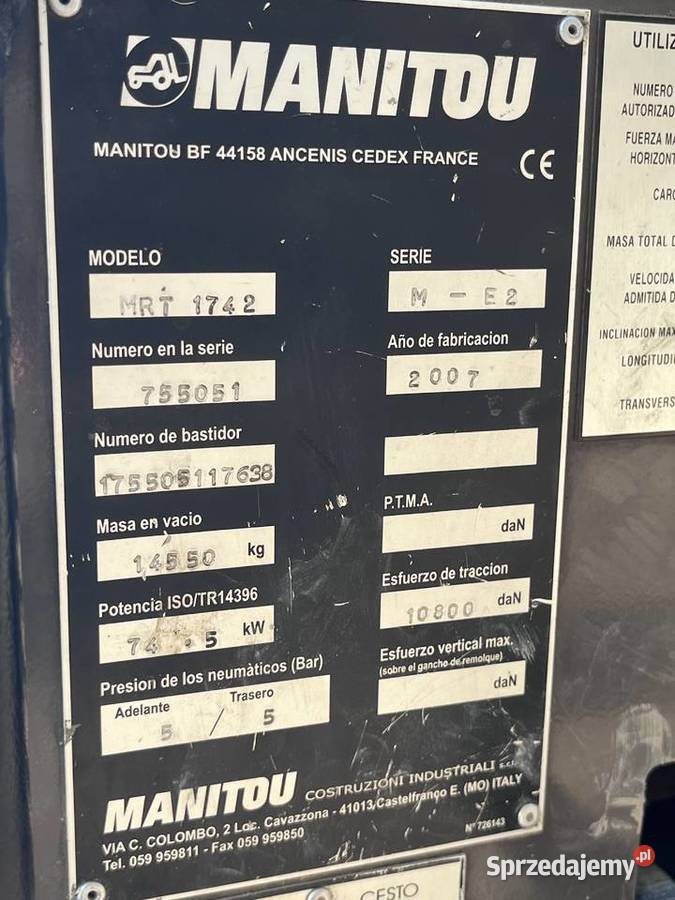 MANITOU
MANITOU BF 44158 ANCENIS CEDEX FRANCE CE
MODELO
MRT 1742
SERIE
M - E2
Numero en la serie
755051
Año de fabricacion
2007
Numero de bastidor
175505117638
Masa en vacio
14550 kg
P.T.M.A.
daN
Potencia ISO/TR14396
74.5 kW
Esfuerzo de traccion
10800 daN
Presion de los neumàticos (Bar)
Adelante Trasero
5 / 5
Esfuerzo vertical max.
(sobre el gancho de remolque)
daN
MANITOU COSTRUZIONI INDUSTRIALI s.r.l.
VIA C. COLOMBO, 2 Loc. Cavazzona - 41013/Castelfranco E. (MO) ITALY
Tel. 059 959811 - Fax 059 959850
N° 726143
UTILIZ
NUMERO
AUTORIZAD
FUERZA MA
HORIZONT
CARG
MASA TOTAL D
VELOCIDA
ADMITIDA D
INCLINACION MAX
LONGITUDI
TRANSVERS
CESTO
Sprzedajemy.pl